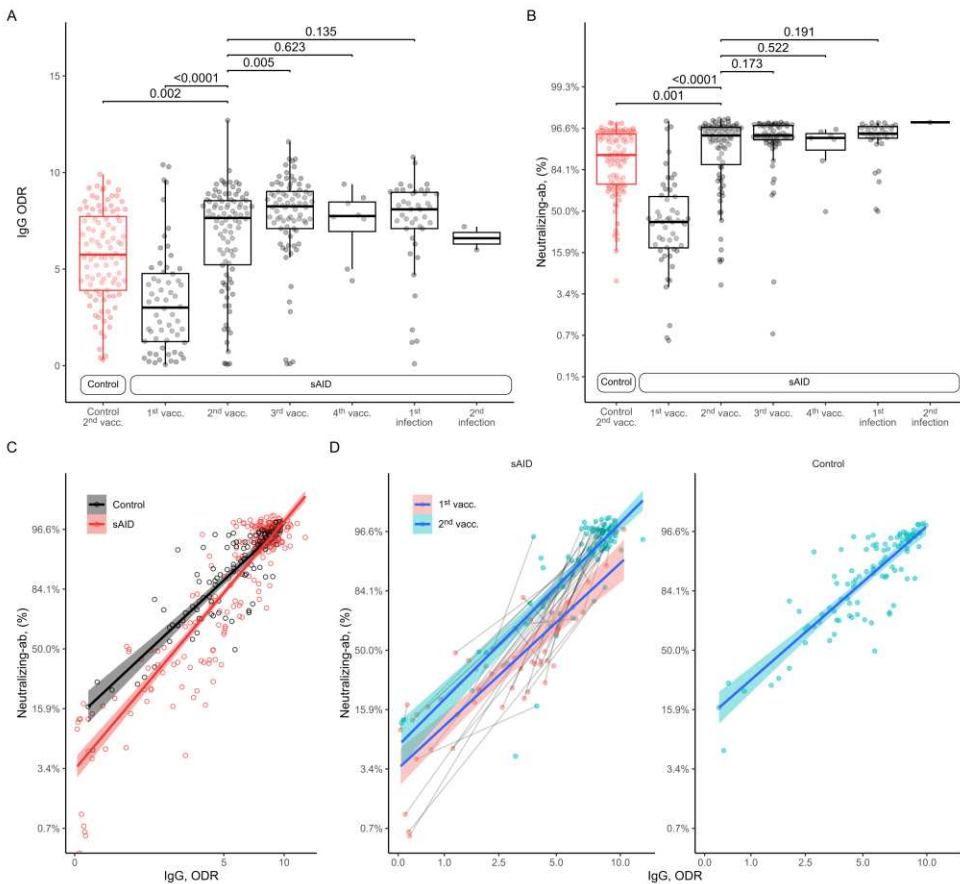 A
0.135
0.623
0.005
<0.0001
0.002
15
10
5
0
IgG ODR
Control
sAID
Control 2nd vacc.
1st vacc.
2nd vacc.
3rd vacc.
4th vacc.
1st infection
2nd infection
B
0.191
0.522
0.173
<0.0001
0.001
99.3%
96.6%
84.1%
50.0%
15.9%
3.4%
0.7%
0.1%
Neutralizing-ab, (%)
Control
sAID
Control 2nd vacc.
1st vacc.
2nd vacc.
3rd vacc.
4th vacc.
1st infection
2nd infection
C
Control
sAID
96.6%
84.1%
50.0%
15.9%
3.4%
0.7%
Neutralizing-ab, (%)
0
5
10
IgG, ODR
D
sAID
Control
1st vacc.
2nd vacc.
96.6%
84.1%
50.0%
15.9%
3.4%
0.7%
Neutralizing-ab, (%)
0.0
1.0
2.5
5.0
10.0
96.6%
84.1%
50.0%
15.9%
3.4%
0.7%
0.0
1.0
2.5
5.0
10.0
IgG, ODR